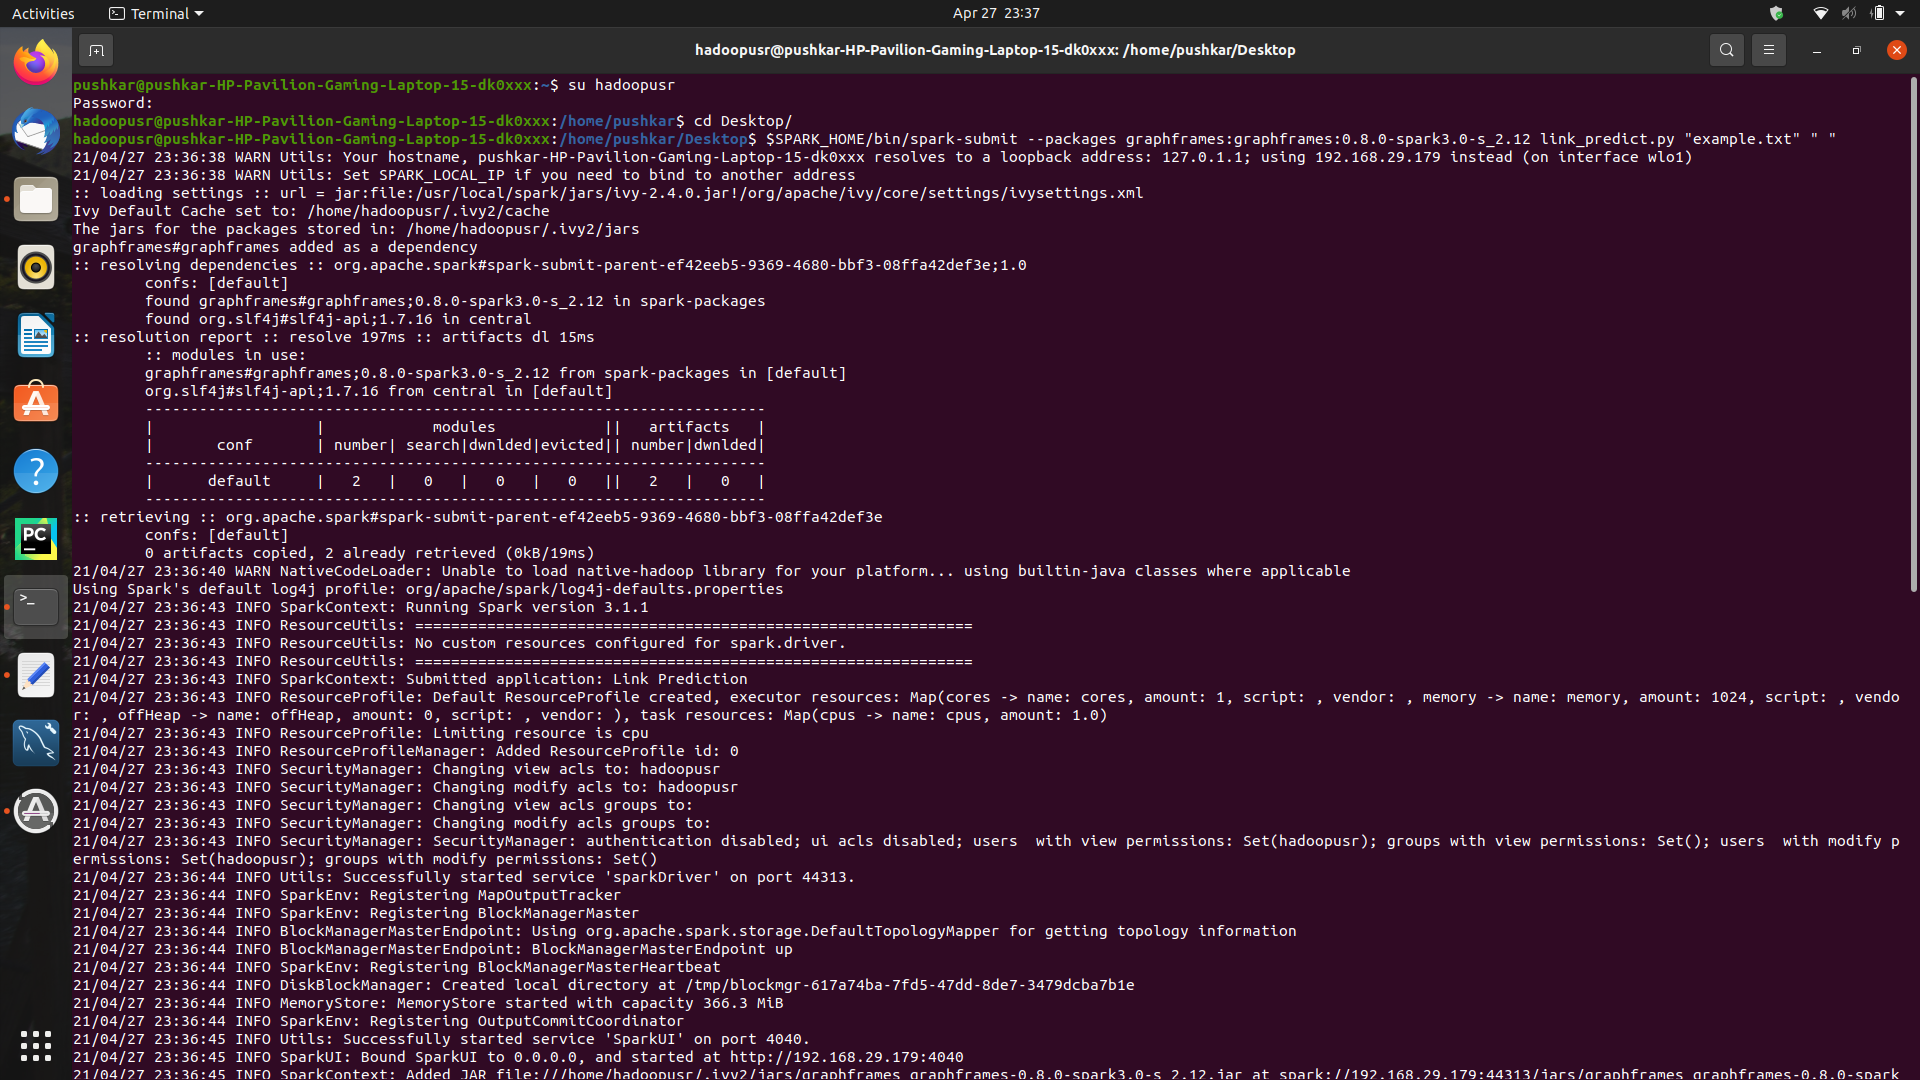 Activities
Terminal
Apr 27 23:37
hadoopusr@pushkar-HP-Pavilion-Gaming-Laptop-15-dk0xxx: /home/pushkar/Desktop
pushkar@pushkar-HP-Pavilion-Gaming-Laptop-15-dk0xxx:~$ su hadoopusr
Password:
hadoopusr@pushkar-HP-Pavilion-Gaming-Laptop-15-dk0xxx:/home/pushkar$ cd Desktop/
hadoopusr@pushkar-HP-Pavilion-Gaming-Laptop-15-dk0xxx:/home/pushkar/Desktop$ $SPARK_HOME/bin/spark-submit --packages graphframes:graphframes:0.8.0-spark3.0-s_2.12 link_predict.py "example.txt" " "
21/04/27 23:36:38 WARN Utils: Your hostname, pushkar-HP-Pavilion-Gaming-Laptop-15-dk0xxx resolves to a loopback address: 127.0.1.1; using 192.168.29.179 instead (on interface wlo1)
21/04/27 23:36:38 WARN Utils: Set SPARK_LOCAL_IP if you need to bind to another address
:: loading settings :: url = jar:file:/usr/local/spark/jars/ivy-2.4.0.jar!/org/apache/ivy/core/settings/ivysettings.xml
Ivy Default Cache set to: /home/hadoopusr/.ivy2/cache
The jars for the packages stored in: /home/hadoopusr/.ivy2/jars
graphframes#graphframes added as a dependency
:: resolving dependencies :: org.apache.spark#spark-submit-parent-ef42eeb5-9369-4680-bbf3-08ffa42def3e;1.0
confs: [default]
found graphframes#graphframes;0.8.0-spark3.0-s_2.12 in spark-packages
found org.slf4j#slf4j-api;1.7.16 in central
:: resolution report :: resolve 197ms :: artifacts dl 15ms
:: modules in use:
graphframes#graphframes;0.8.0-spark3.0-s_2.12 from spark-packages in [default]
org.slf4j#slf4j-api;1.7.16 from central in [default]
---------------------------------------------------------------------
|                  |            modules            ||   artifacts   |
|       conf       | number| search|dwnlded|evicted|| number|dwnlded|
---------------------------------------------------------------------
|      default     |   2   |   0   |   0   |   0   ||   2   |   0   |
---------------------------------------------------------------------
:: retrieving :: org.apache.spark#spark-submit-parent-ef42eeb5-9369-4680-bbf3-08ffa42def3e
confs: [default]
0 artifacts copied, 2 already retrieved (0kB/19ms)
21/04/27 23:36:40 WARN NativeCodeLoader: Unable to load native-hadoop library for your platform... using builtin-java classes where applicable
Using Spark's default log4j profile: org/apache/spark/log4j-defaults.properties
21/04/27 23:36:43 INFO SparkContext: Running Spark version 3.1.1
21/04/27 23:36:43 INFO ResourceUtils: ==============================================================
21/04/27 23:36:43 INFO ResourceUtils: No custom resources configured for spark.driver.
21/04/27 23:36:43 INFO ResourceUtils: ==============================================================
21/04/27 23:36:43 INFO SparkContext: Submitted application: Link Prediction
21/04/27 23:36:43 INFO ResourceProfile: Default ResourceProfile created, executor resources: Map(cores -> name: cores, amount: 1, script: , vendor: , memory -> name: memory, amount: 1024, script: , vendo
r: , offHeap -> name: offHeap, amount: 0, script: , vendor: ), task resources: Map(cpus -> name: cpus, amount: 1.0)
21/04/27 23:36:43 INFO ResourceProfile: Limiting resource is cpu
21/04/27 23:36:43 INFO ResourceProfileManager: Added ResourceProfile id: 0
21/04/27 23:36:43 INFO SecurityManager: Changing view acls to: hadoopusr
21/04/27 23:36:43 INFO SecurityManager: Changing modify acls to: hadoopusr
21/04/27 23:36:43 INFO SecurityManager: Changing view acls groups to:
21/04/27 23:36:43 INFO SecurityManager: Changing modify acls groups to:
21/04/27 23:36:43 INFO SecurityManager: SecurityManager: authentication disabled; ui acls disabled; users  with view permissions: Set(hadoopusr); groups with view permissions: Set(); users  with modify p
ermissions: Set(hadoopusr); groups with modify permissions: Set()
21/04/27 23:36:44 INFO Utils: Successfully started service 'sparkDriver' on port 44313.
21/04/27 23:36:44 INFO SparkEnv: Registering MapOutputTracker
21/04/27 23:36:44 INFO SparkEnv: Registering BlockManagerMaster
21/04/27 23:36:44 INFO BlockManagerMasterEndpoint: Using org.apache.spark.storage.DefaultTopologyMapper for getting topology information
21/04/27 23:36:44 INFO BlockManagerMasterEndpoint: BlockManagerMasterEndpoint up
21/04/27 23:36:44 INFO SparkEnv: Registering BlockManagerMasterHeartbeat
21/04/27 23:36:44 INFO DiskBlockManager: Created local directory at /tmp/blockmgr-617a74ba-7fd5-47dd-8de7-3479dcba7b1e
21/04/27 23:36:44 INFO MemoryStore: MemoryStore started with capacity 366.3 MiB
21/04/27 23:36:44 INFO SparkEnv: Registering OutputCommitCoordinator
21/04/27 23:36:45 INFO Utils: Successfully started service 'SparkUI' on port 4040.
21/04/27 23:36:45 INFO SparkUI: Bound SparkUI to 0.0.0.0, and started at http://192.168.29.179:4040
21/04/27 23:36:45 INFO SparkContext: Added JAR file:///home/hadoopusr/.ivy2/jars/graphframes_graphframes-0.8.0-spark3.0-s_2.12.jar at spark://192.168.29.179:44313/jars/graphframes_graphframes-0.8.0-spark
PC